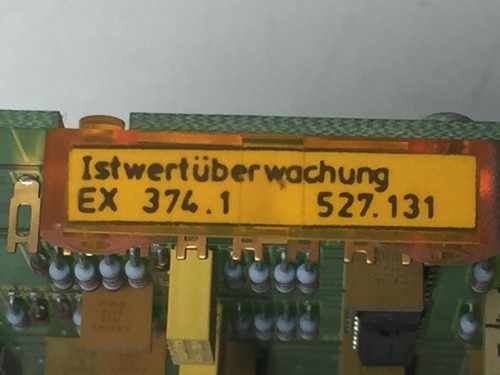 Istwertüberwachung
EX 374.1 527.131